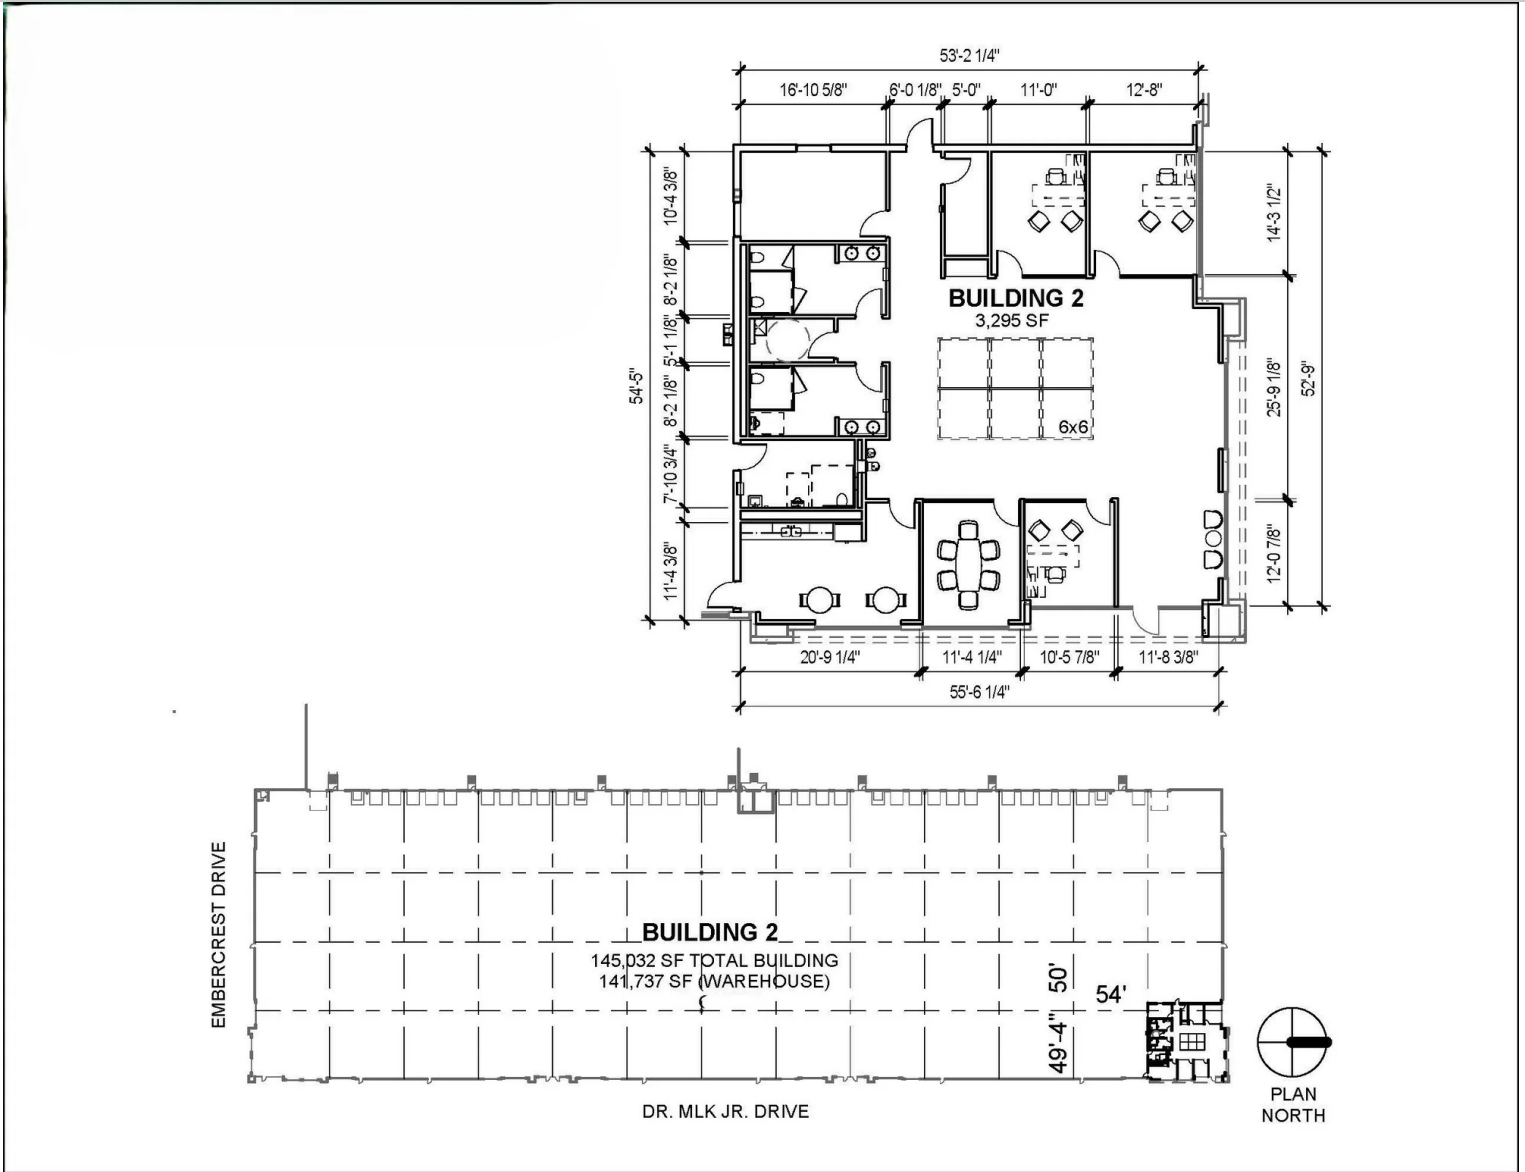 53'-2 1/4"
16'-10 5/8"
6'-0 1/8"
5'-0"
11'-0"
12'-8"
54'-5"
10'-4 3/8"
8'-2 1/8"
5'-1 1/8"
8'-2 1/8"
7'-10 3/4"
11'-4 3/8"
BUILDING 2
3,295 SF
6x6
14'-3 1/2"
25'-9 1/8"
12'-0 7/8"
52'-9"
20'-9 1/4"
11'-4 1/4"
10'-5 7/8"
11'-8 3/8"
55'-6 1/4"
EMBERCREST DRIVE
BUILDING 2
145,032 SF TOTAL BUILDING
141,737 SF (WAREHOUSE)
50'
54'
49'-4"
DR. MLK JR. DRIVE
PLAN
NORTH